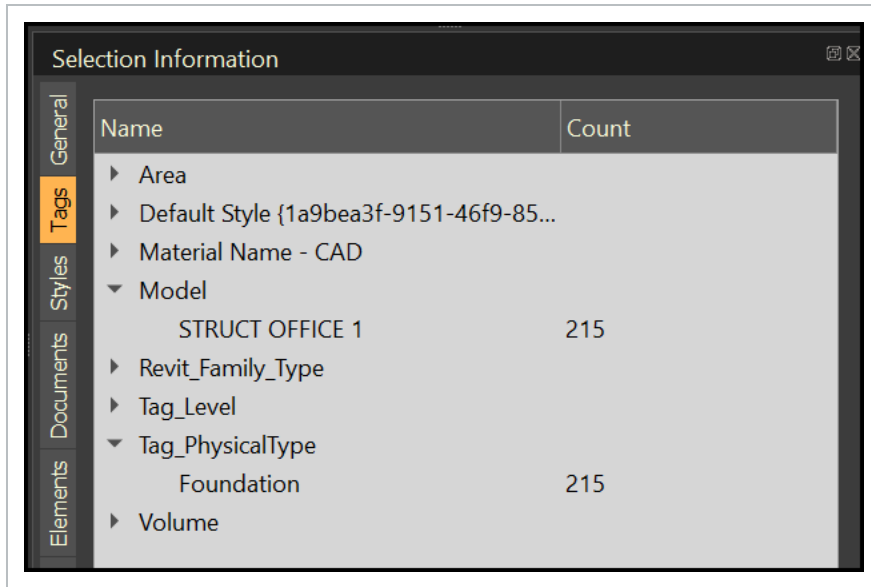 Selection Information
General
Tags
Styles
Documents
Elements
Name Count
Area
Default Style {1a9bea3f-9151-46f9-85...
Material Name - CAD
Model
STRUCT OFFICE 1 215
Revit_Family_Type
Tag_Level
Tag_PhysicalType
Foundation 215
Volume